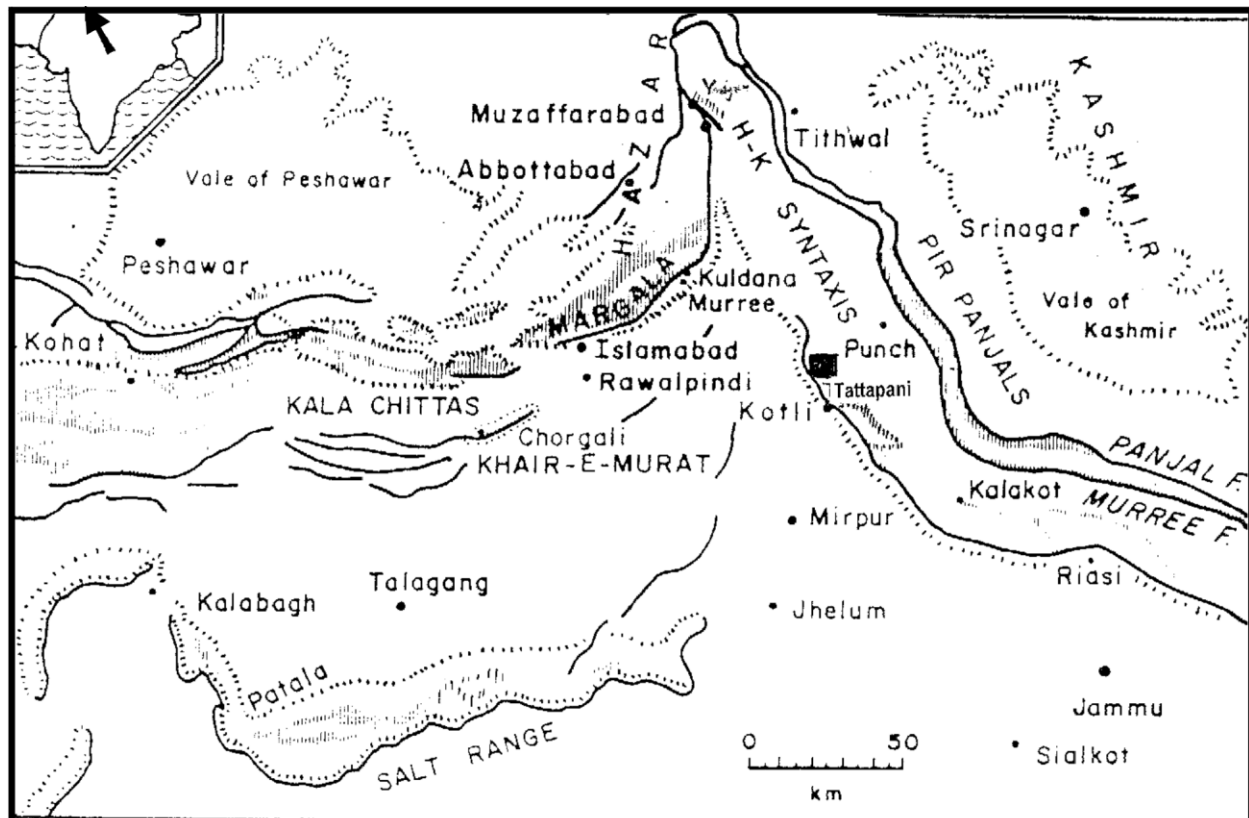 HAZAR
KASHMIR
Muzaffarabad
Tithwal
Vale of Peshawar
Abbottabad
H-K SYNTAXIS
Srinagar
Peshawar
PIR PANJALS
Kuldana
Murree
MARGALA
Vale of
Kashmir
Kohat
Islamabad
Punch
Rawalpindi
Tattapani
KALA CHITTAS
Kotli
Chorgali
KHAIR-E-MURAT
PANJAL F.
Kalakot
MURREE F.
Mirpur
Riasi
Talagang
Kalabagh
Jhelum
Patala
Jammu
SALT RANGE
0 50
km
Sialkot